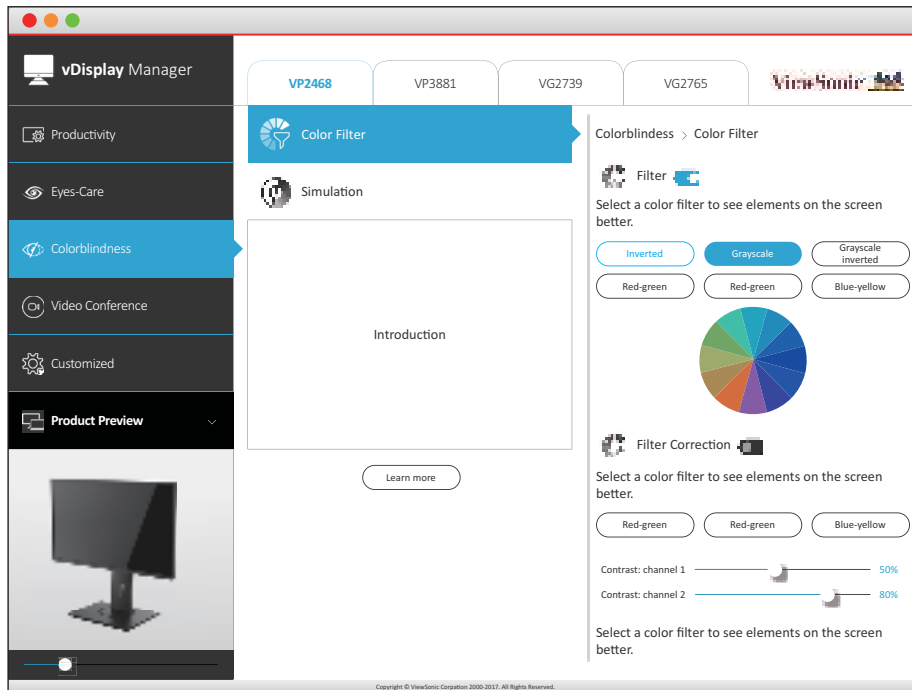 vDisplay Manager
VP2468
VP3881
VG2739
VG2765
ViewSonic
Productivity
Eyes-Care
Colorblindness
Video Conference
Customized
Product Preview
Color Filter
Simulation
Introduction
Learn more
Colorblindness > Color Filter
Filter
Select a color filter to see elements on the screen
better.
Inverted
Grayscale
Grayscale
inverted
Red-green
Red-green
Blue-yellow
Filter Correction
Select a color filter to see elements on the screen
better.
Red-green
Red-green
Blue-yellow
Contrast: channel 1
50%
Contrast: channel 2
80%
Select a color filter to see elements on the screen
better.
Copyright © ViewSonic Corpation 2000-2017. All Rights Reserved.